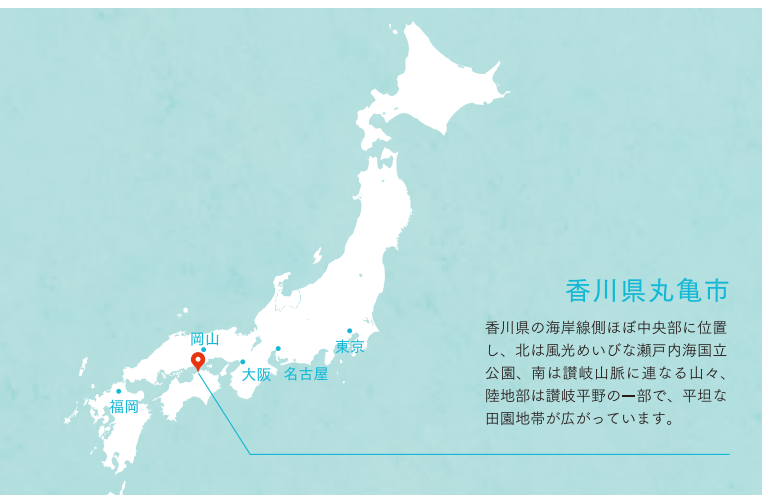 香川県丸亀市
香川県の海岸線側ほぼ中央部に位置
し、北は風光めいびな瀬戸内海国立
公園、南は讃岐山脈に連なる山々、
陸地部は讃岐平野の一部で、平坦な
田園地帯が広がっています。
岡山
東京
大阪
名古屋
福岡